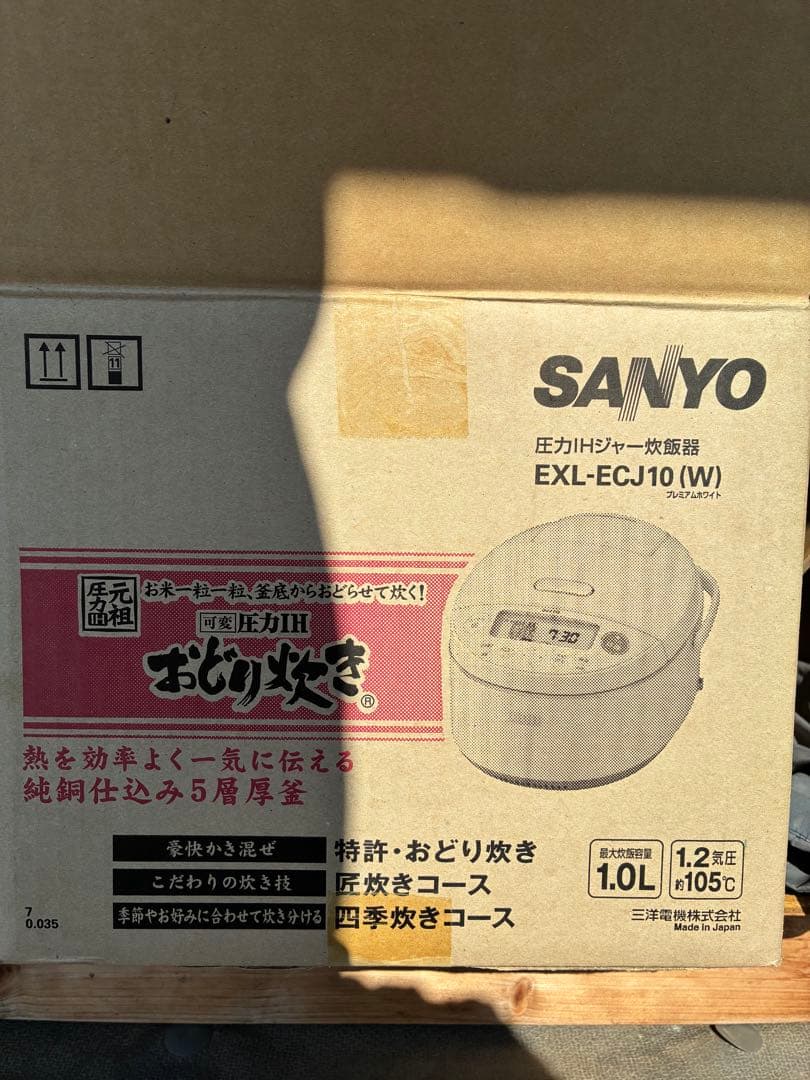 11
SANYO
圧力IHジャー炊飯器
EXL-ECJ10(W)
プレミアムホワイト
元祖
圧力IH
お米一粒一粒、釜底からおどらせて炊く!
可変 圧力IH
おどり炊き®
7:30
熱を効率よく一気に伝える
純銅仕込み5層厚釜
豪快かき混ぜ 特許・おどり炊き
こだわりの炊き技 匠炊きコース
季節やお好みに合わせて炊き分ける 四季炊きコース
最大炊飯容量
1.0L
1.2気圧
約105℃
7
0.035
三洋電機株式会社
Made in Japan